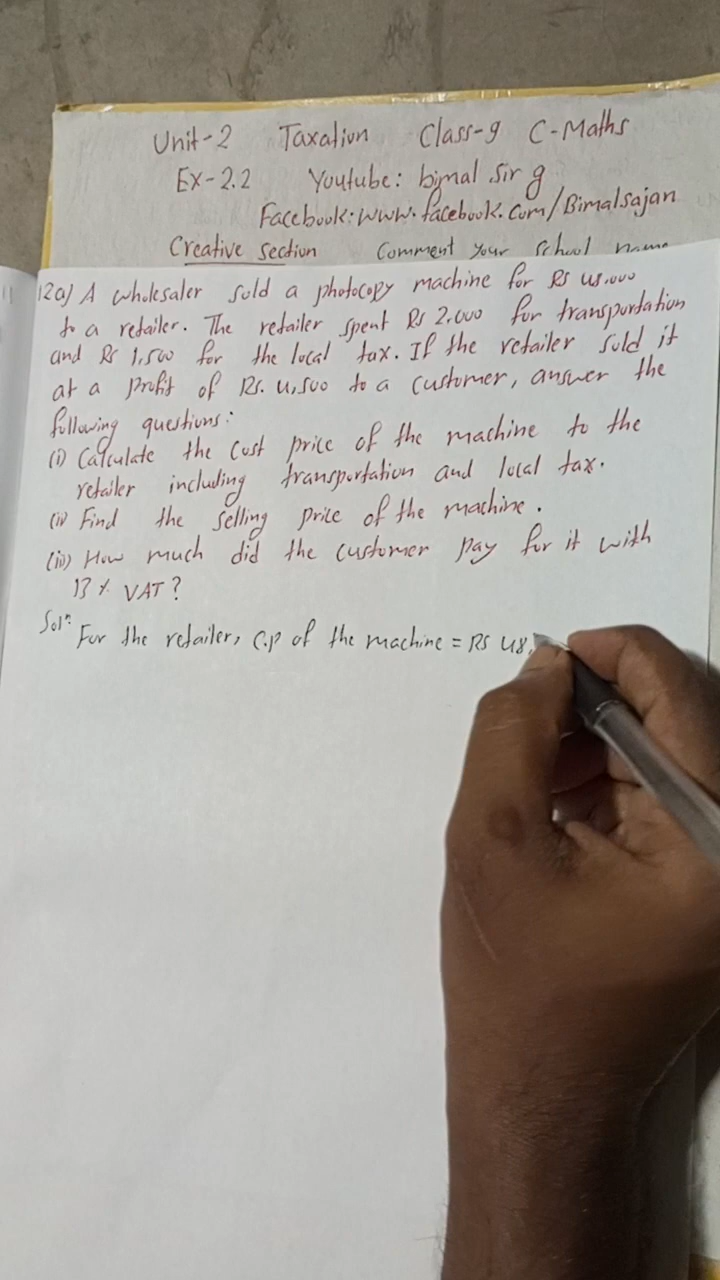 Unit-2 Taxation Class-9 C-Maths
Ex-2.2 Youtube: bimal sir g
Facebook: www.facebook.com/Bimalsajan
Creative section Comment your school name
12a) A wholesaler sold a photocopy machine for Rs 48,000
to a retailer. The retailer spent Rs 2,000 for transportation
and Rs 1,500 for the local tax. If the retailer sold it
at a profit of Rs. 4,500 to a customer, answer the
following questions:
(i) Calculate the cost price of the machine to the
retailer including transportation and local tax.
(ii) Find the selling price of the machine.
(iii) How much did the customer pay for it with
13% VAT?
Solⁿ:
For the retailer, C.P of the machine = RS 48,